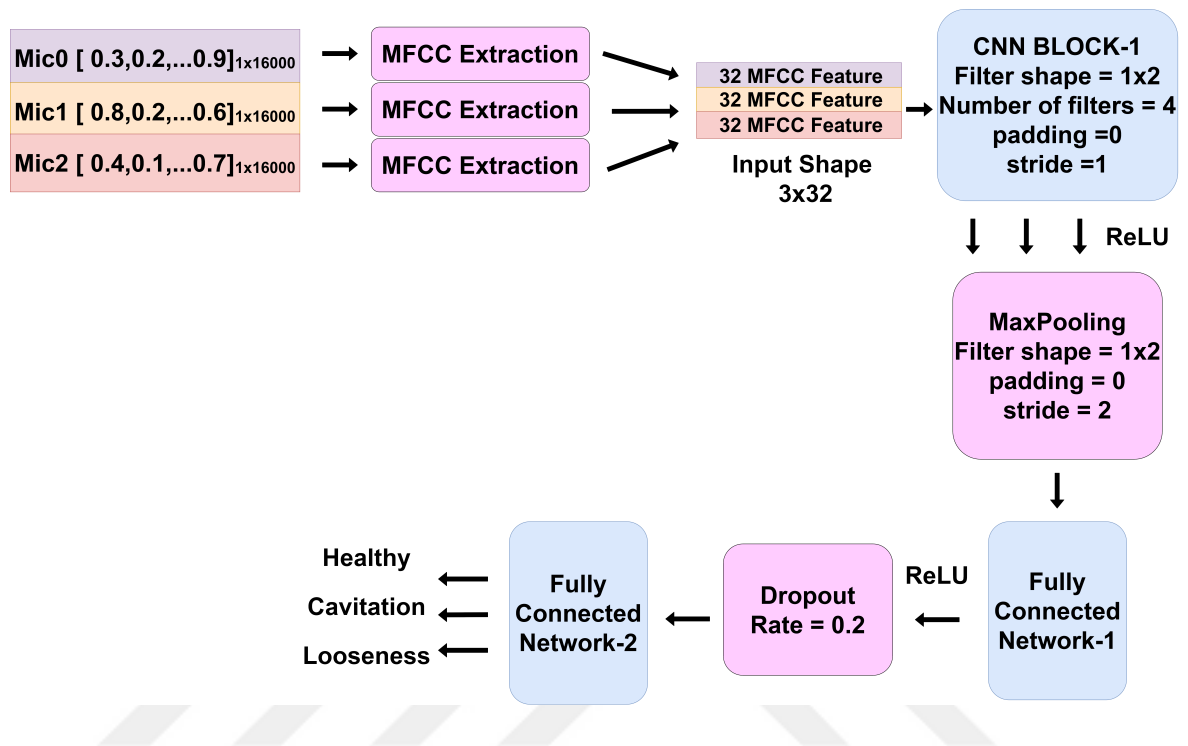 Mic0 [ 0.3,0.2,...0.9]1x16000
Mic1 [ 0.8,0.2,...0.6]1x16000
Mic2 [ 0.4,0.1,...0.7]1x16000
MFCC Extraction
MFCC Extraction
MFCC Extraction
32 MFCC Feature
32 MFCC Feature
32 MFCC Feature
Input Shape
3x32
CNN BLOCK-1
Filter shape = 1x2
Number of filters = 4
padding =0
stride =1
ReLU
MaxPooling
Filter shape = 1x2
padding = 0
stride = 2
Fully
Connected
Network-1
ReLU
Dropout
Rate = 0.2
Fully
Connected
Network-2
Healthy
Cavitation
Looseness